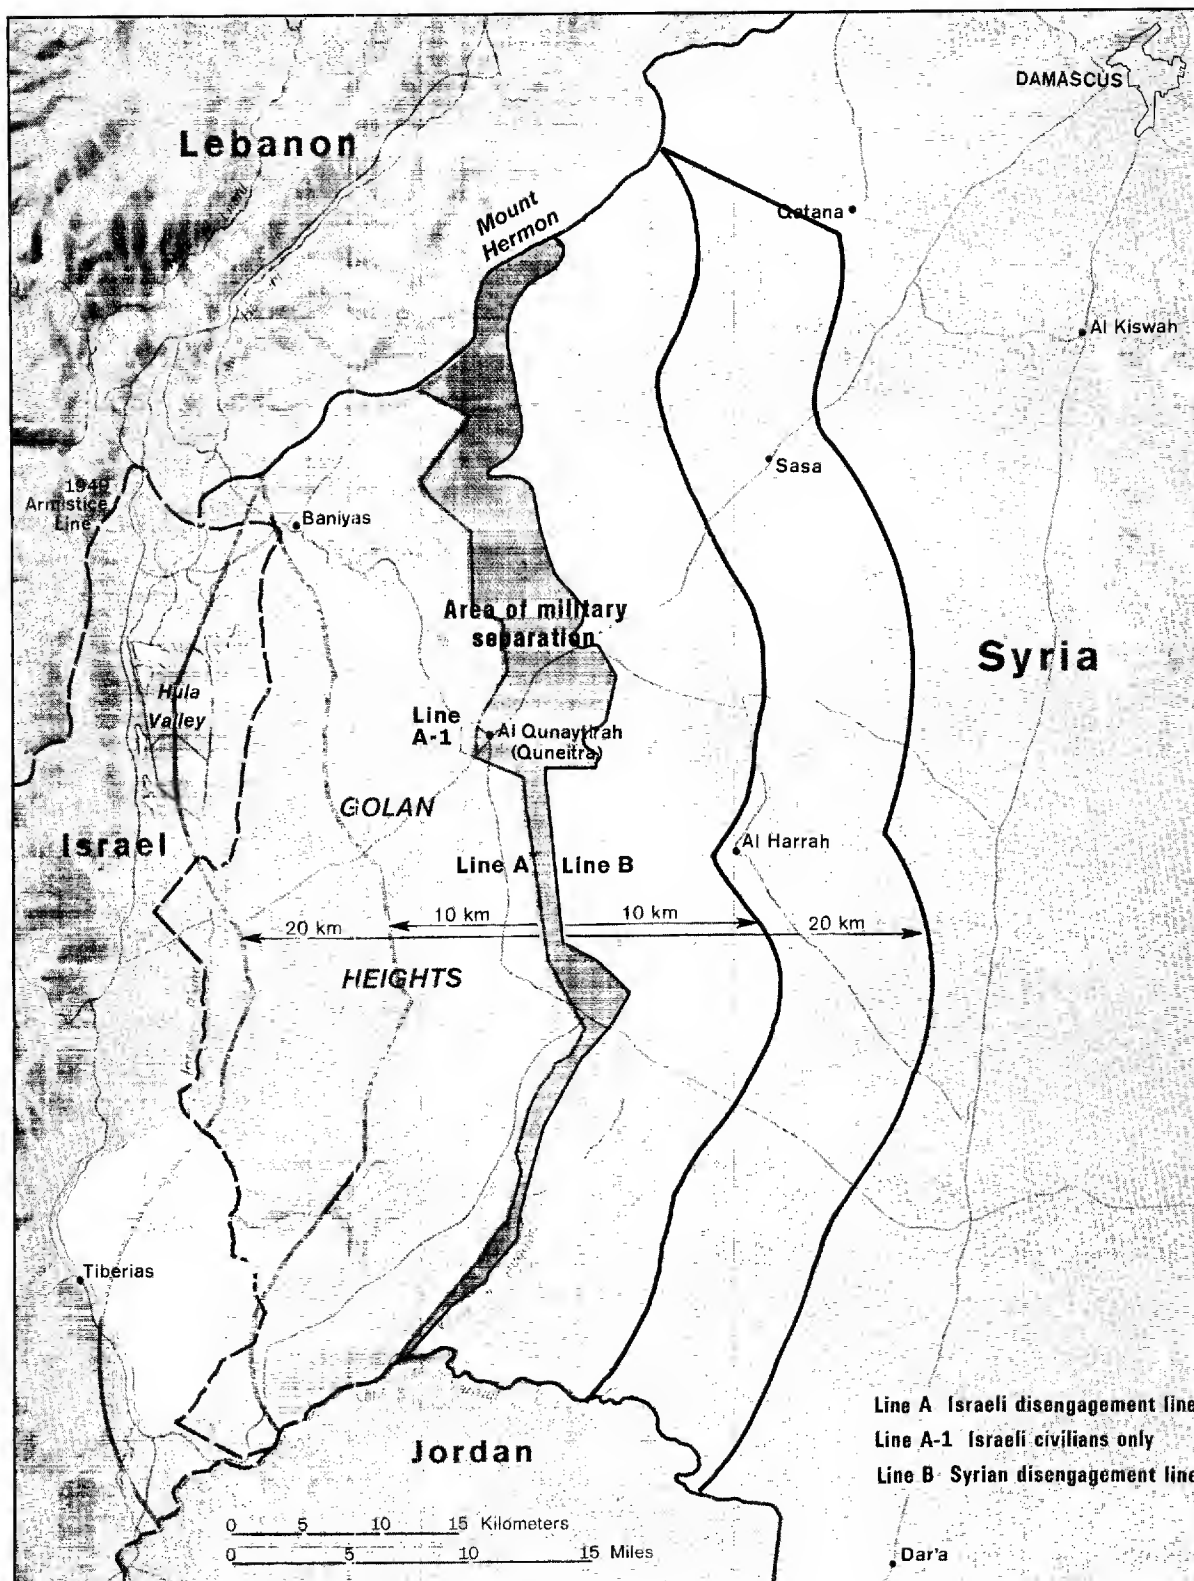 DAMASCUS
Lebanon
Mount
Hermon
Qatana
Al Kiswah
Sasa
1949
Armistice
Line
Baniyas
Area of military
separation
Syria
Hula
Valley
Line
A-1
Al Qunaytirah
(Quneitra)
GOLAN
Israel
Line A
Line B
Al Harrah
10 km
10 km
20 km
20 km
HEIGHTS
Tiberias
Line A Israeli disengagement line
Line A-1 Israeli civilians only
Line B Syrian disengagement line
Jordan
0 5 10 15 Kilometers
0 5 10 15 Miles
Dar'a